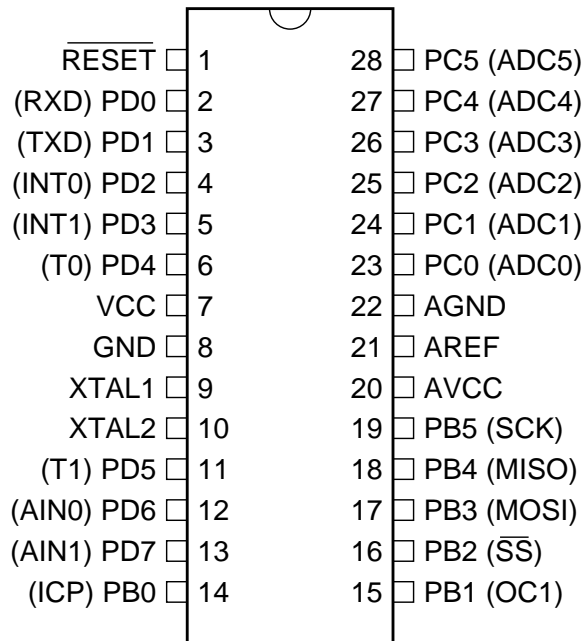 RESET 1 28 PC5 (ADC5)
(RXD) PD0 2 27 PC4 (ADC4)
(TXD) PD1 3 26 PC3 (ADC3)
(INT0) PD2 4 25 PC2 (ADC2)
(INT1) PD3 5 24 PC1 (ADC1)
(T0) PD4 6 23 PC0 (ADC0)
VCC 7 22 AGND
GND 8 21 AREF
XTAL1 9 20 AVCC
XTAL2 10 19 PB5 (SCK)
(T1) PD5 11 18 PB4 (MISO)
(AIN0) PD6 12 17 PB3 (MOSI)
(AIN1) PD7 13 16 PB2 (SS)
(ICP) PB0 14 15 PB1 (OC1)